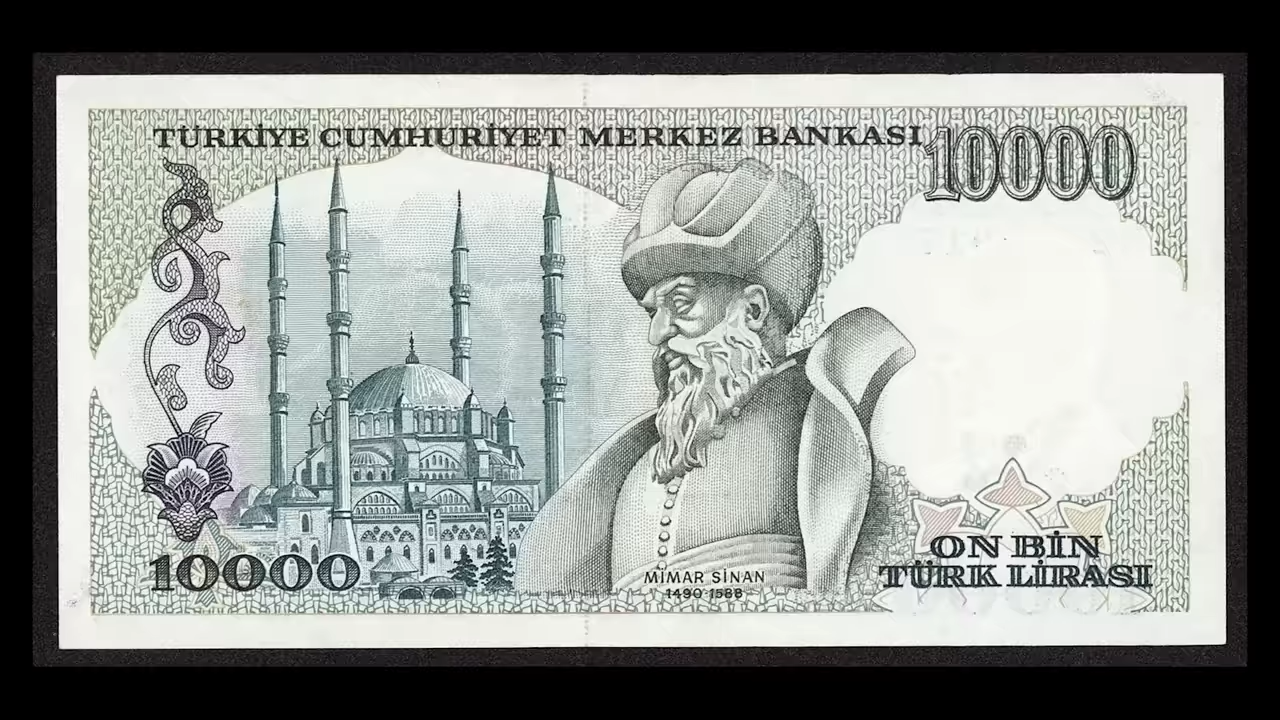 TÜRKİYE CUMHURİYET MERKEZ BANKASI
10000
10000
MİMAR SİNAN
1490-1588
ON BİN
TÜRK LİRASI